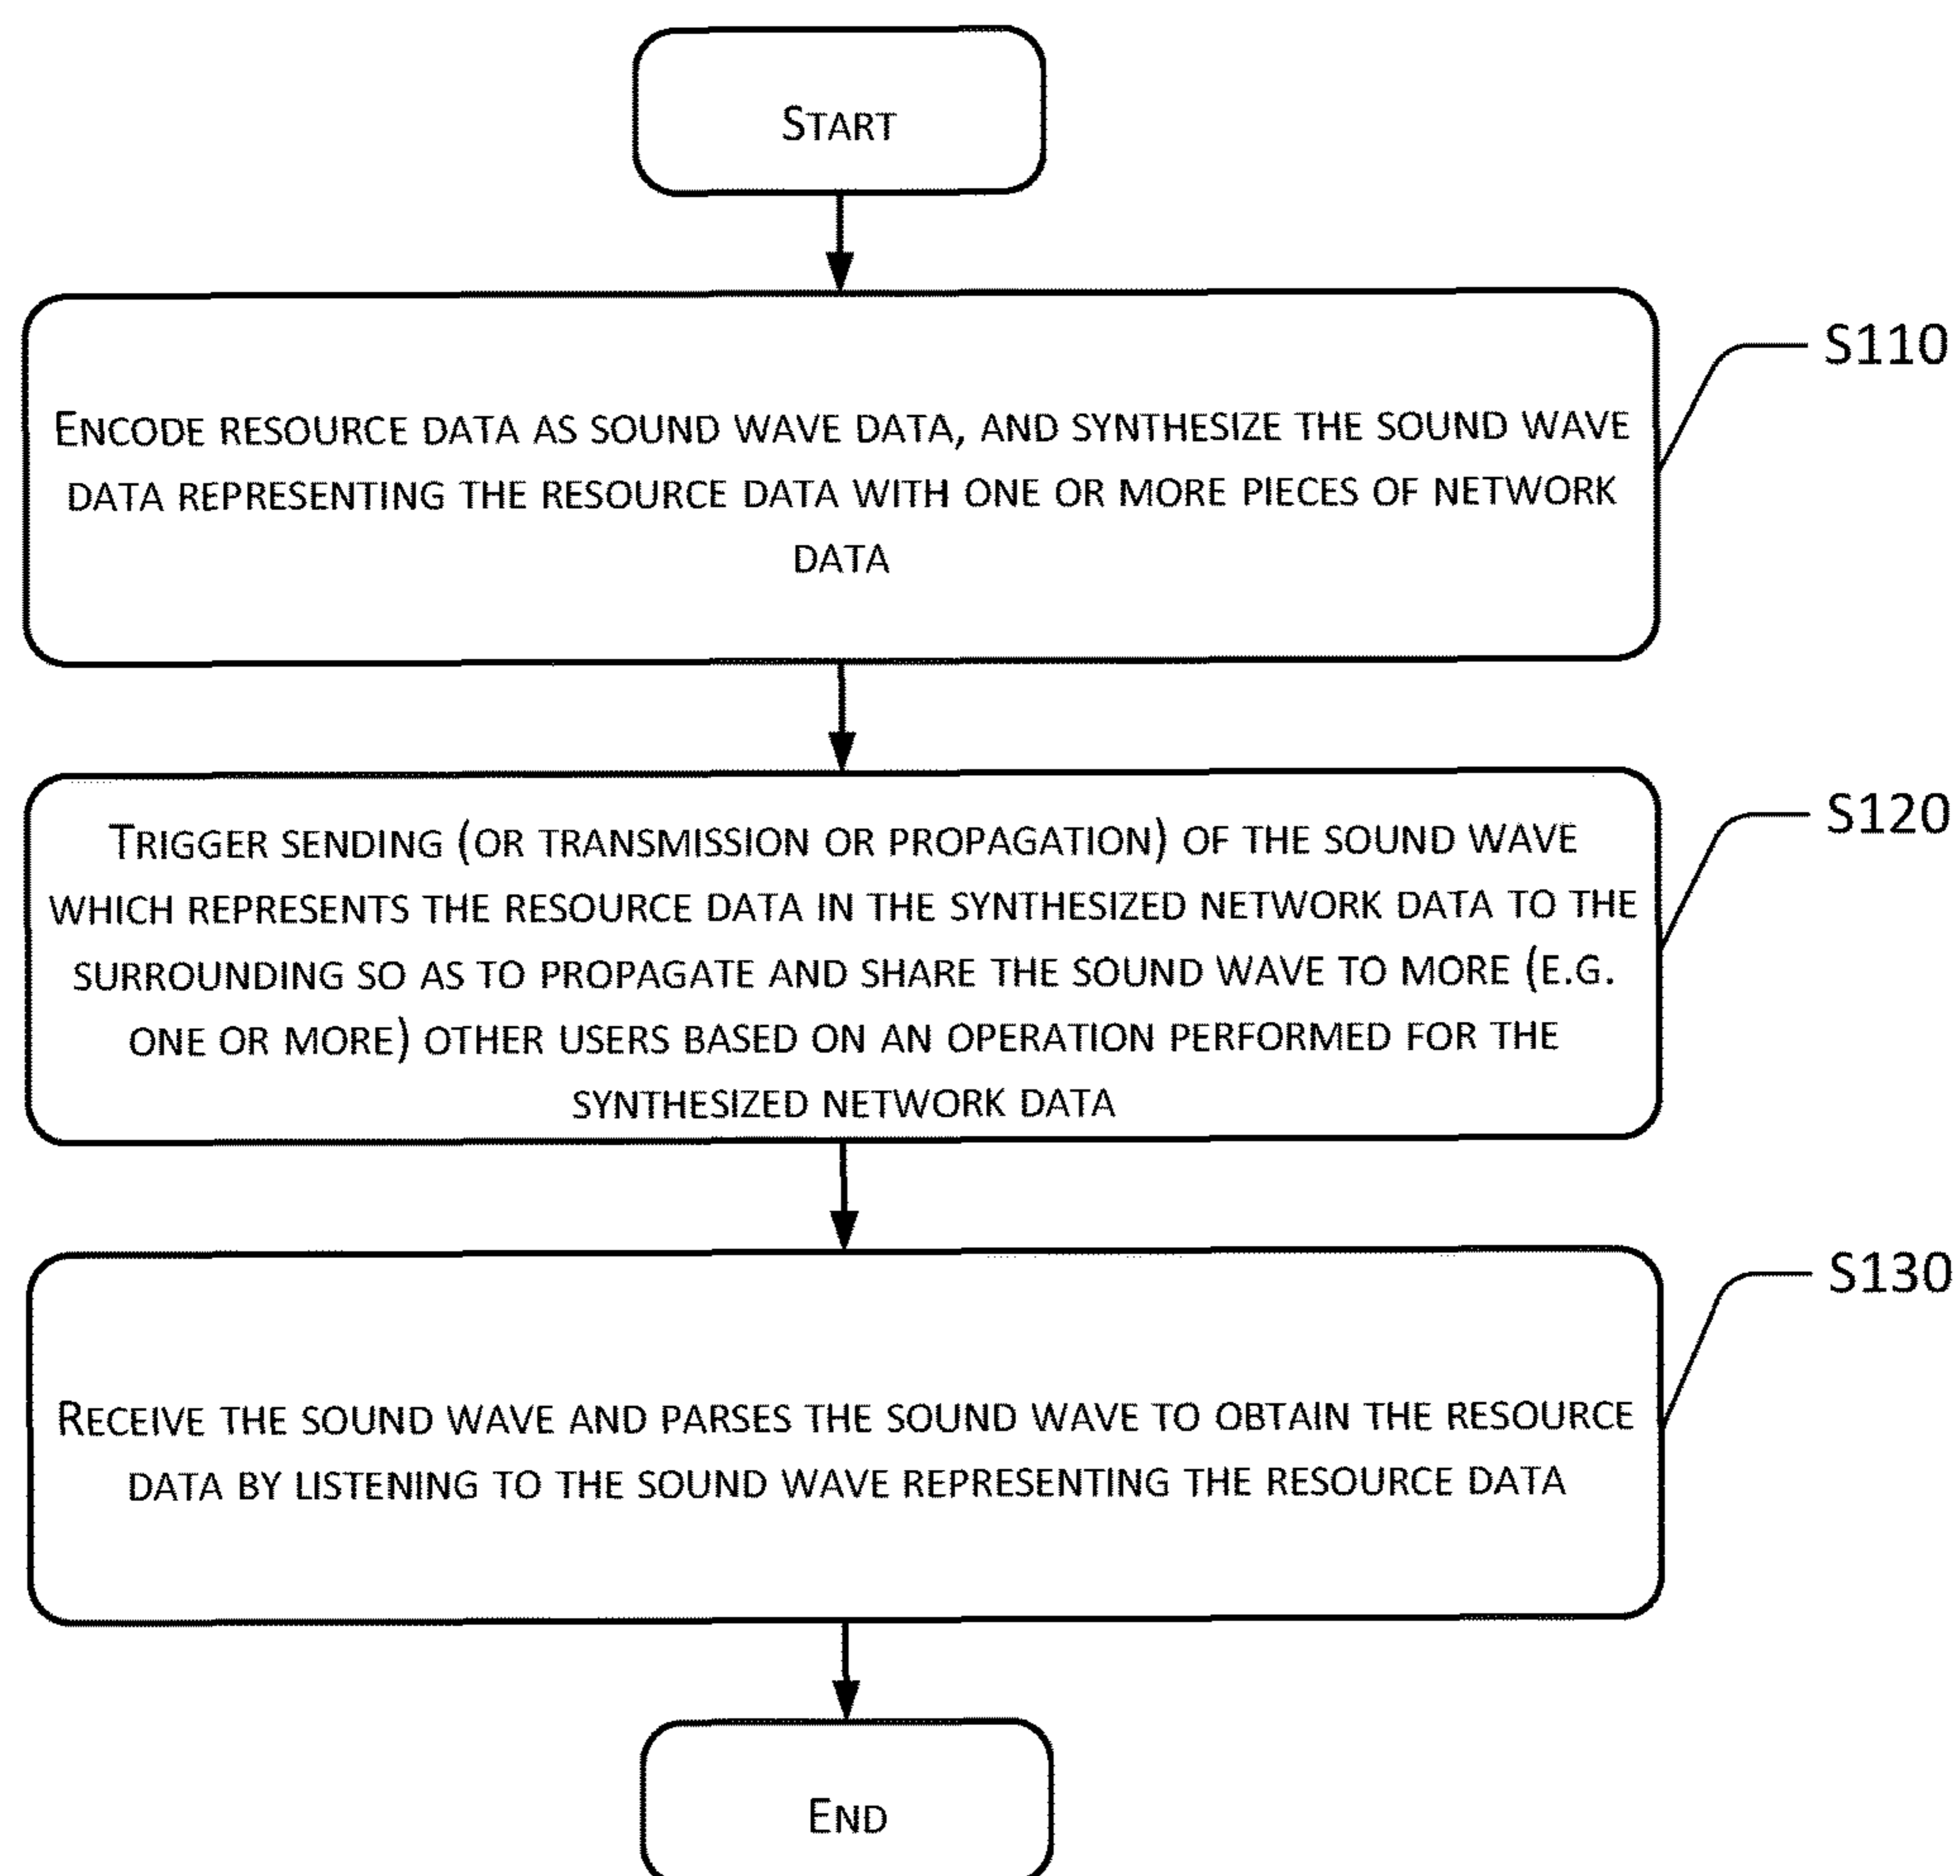 START
ENCODE RESOURCE DATA AS SOUND WAVE DATA, AND SYNTHESIZE THE SOUND WAVE
DATA REPRESENTING THE RESOURCE DATA WITH ONE OR MORE PIECES OF NETWORK
DATA
S110
TRIGGER SENDING (OR TRANSMISSION OR PROPAGATION) OF THE SOUND WAVE
WHICH REPRESENTS THE RESOURCE DATA IN THE SYNTHESIZED NETWORK DATA TO THE
SURROUNDING SO AS TO PROPAGATE AND SHARE THE SOUND WAVE TO MORE (E.G.
ONE OR MORE) OTHER USERS BASED ON AN OPERATION PERFORMED FOR THE
SYNTHESIZED NETWORK DATA
S120
RECEIVE THE SOUND WAVE AND PARSES THE SOUND WAVE TO OBTAIN THE RESOURCE
DATA BY LISTENING TO THE SOUND WAVE REPRESENTING THE RESOURCE DATA
S130
END